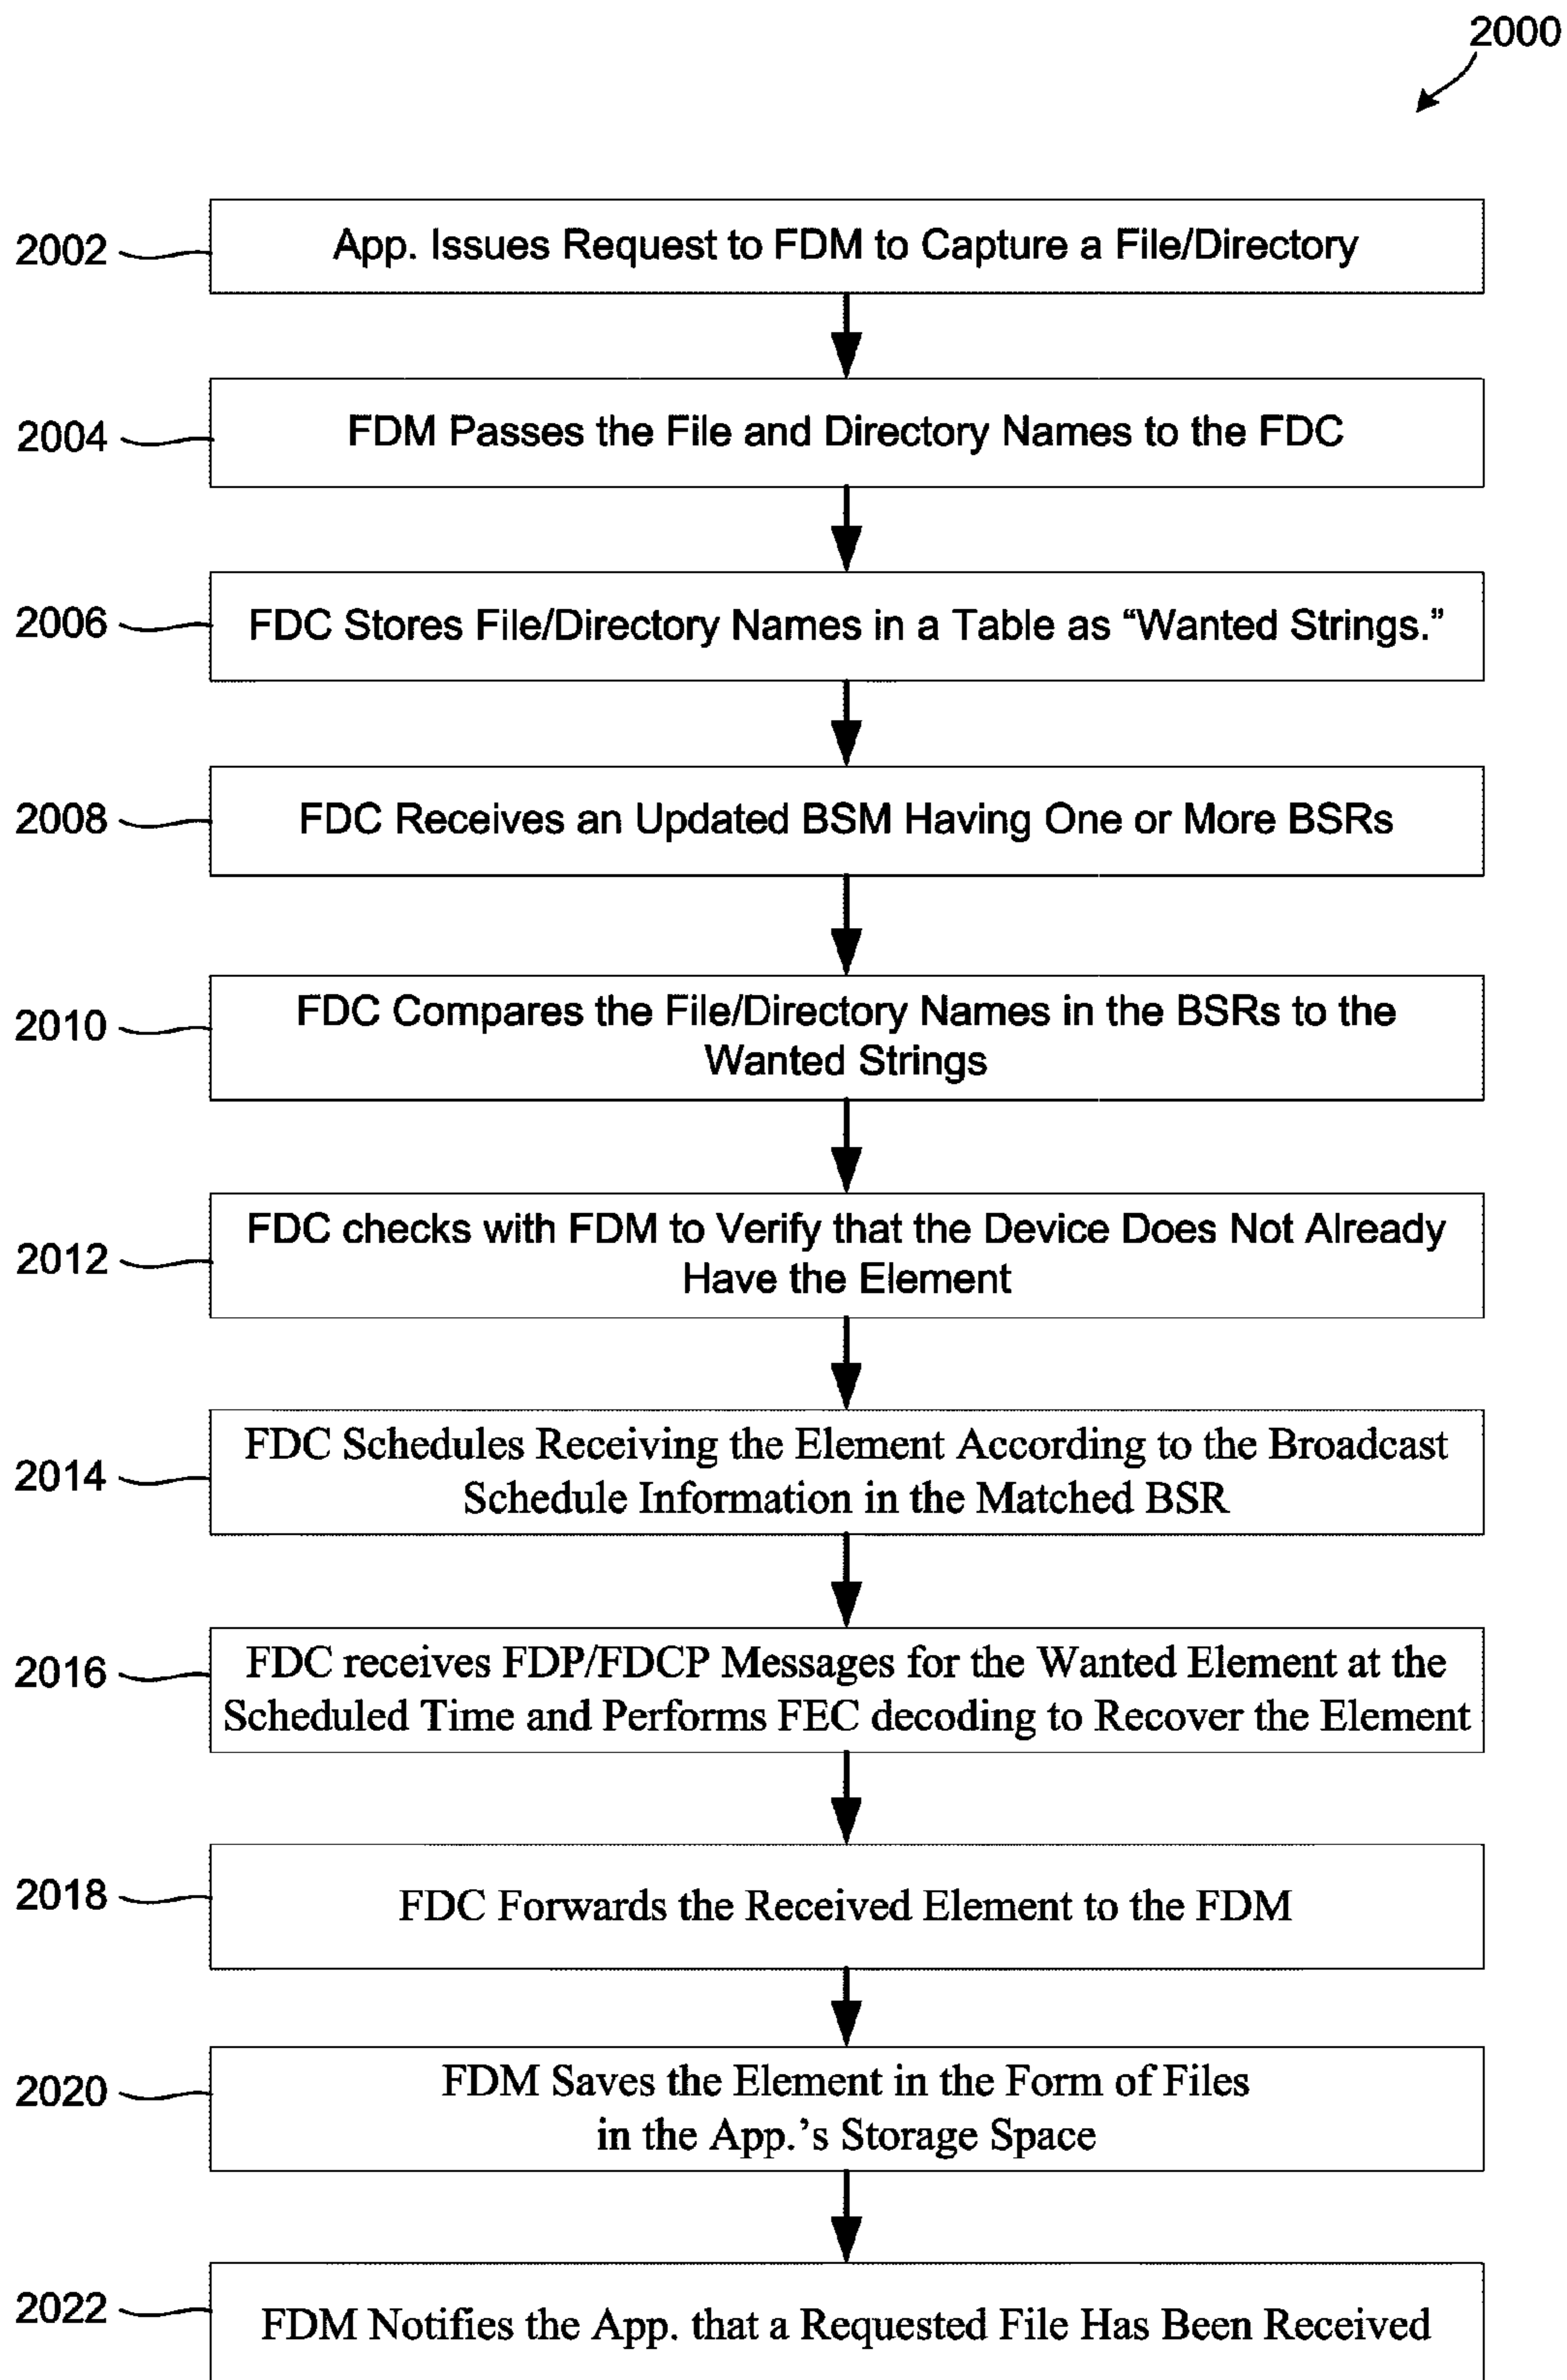 2000
2002
App. Issues Request to FDM to Capture a File/Directory
2004
FDM Passes the File and Directory Names to the FDC
2006
FDC Stores File/Directory Names in a Table as “Wanted Strings.”
2008
FDC Receives an Updated BSM Having One or More BSRs
2010
FDC Compares the File/Directory Names in the BSRs to the
Wanted Strings
2012
FDC checks with FDM to Verify that the Device Does Not Already
Have the Element
2014
FDC Schedules Receiving the Element According to the Broadcast
Schedule Information in the Matched BSR
2016
FDC receives FDP/FDCP Messages for the Wanted Element at the
Scheduled Time and Performs FEC decoding to Recover the Element
2018
FDC Forwards the Received Element to the FDM
2020
FDM Saves the Element in the Form of Files
in the App.’s Storage Space
2022
FDM Notifies the App. that a Requested File Has Been Received